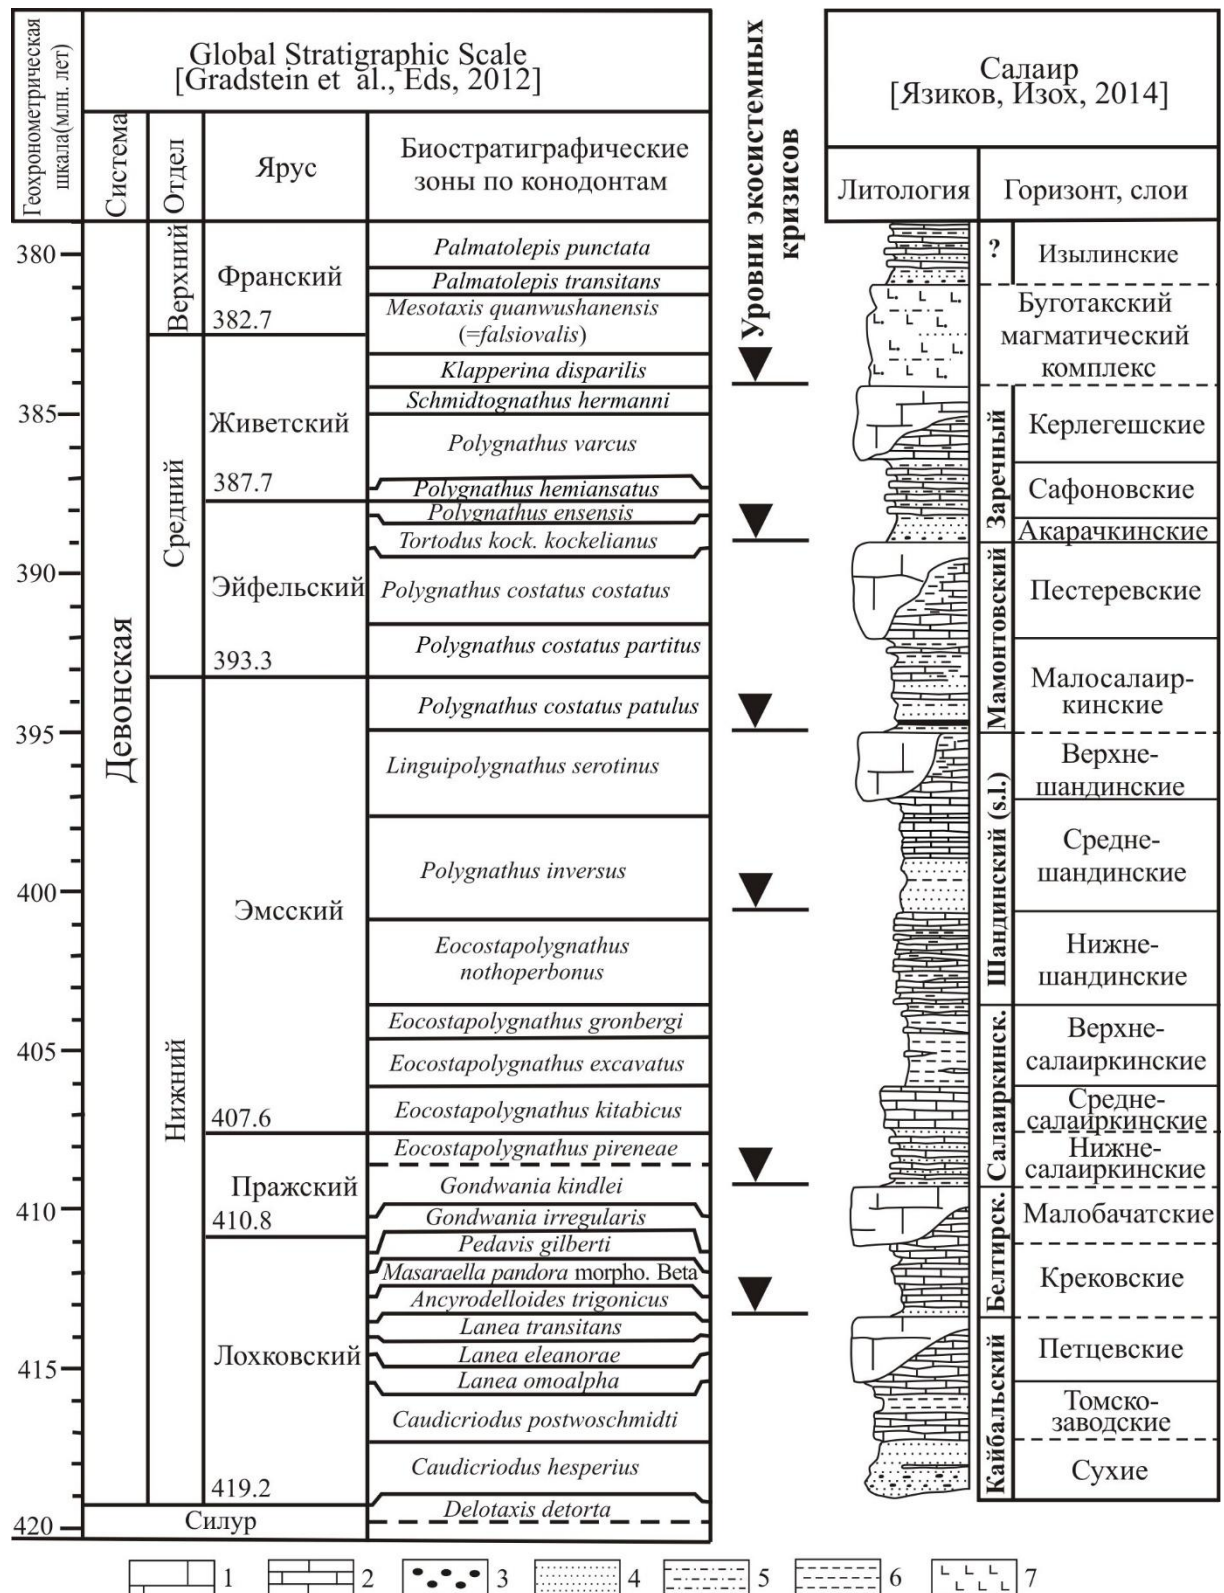 Геохронометрическая
шкала(млн. лет)
Global Stratigraphic Scale
[Gradstein et al., Eds, 2012]
Система
Отдел
Ярус
Биостратиграфические
зоны по конодонтам
Уровни экосистемных
кризисов
Салаир
[Язиков, Изох, 2014]
Литология
Горизонт, слои
380
385
390
395
400
405
410
415
420
Девонская
Верхний
Средний
Нижний
Франский
382.7
Живетский
387.7
Эйфельский
393.3
Эмсский
407.6
Пражский
410.8
Лохковский
419.2
Силур
Palmatolepis punctata
Palmatolepis transitans
Mesotaxis quanwushanensis
(=falsiovalis)
Klapperina disparilis
Schmidtognathus hermanni
Polygnathus varcus
Polygnathus hemiansatus
Polygnathus ensensis
Tortodus kock. kockelianus
Polygnathus costatus costatus
Polygnathus costatus partitus
Polygnathus costatus patulus
Linguipolygnathus serotinus
Polygnathus inversus
Eocostapolygnathus
nothoperbonus
Eocostapolygnathus gronbergi
Eocostapolygnathus excavatus
Eocostapolygnathus kitabicus
Eocostapolygnathus pireneae
Gondwania kindlei
Gondwania irregularis
Pedavis gilberti
Masaraella pandora morpho. Beta
Ancyrodelloides trigonicus
Lanea transitans
Lanea eleanorae
Lanea omoalpha
Caudicriodus postwoschmidti
Caudicriodus hesperius
Delotaxis detorta
?
Изылинские
Буготакский
магматический
комплекс
Заречный
Керлегешские
Сафоновские
Акарачкинские
Мамонтовский
Пестеревские
Малосалаир-
кинские
Шандинский (s.l.)
Верхне-
шандинские
Средне-
шандинские
Нижне-
шандинские
Салаиркинск.
Верхне-
салаиркинские
Средне-
салаиркинские
Нижне-
салаиркинские
Белтирск.
Малобачатские
Крековские
Кайбальский
Петцевские
Томско-
заводские
Сухие
1
2
3
4
5
6
7